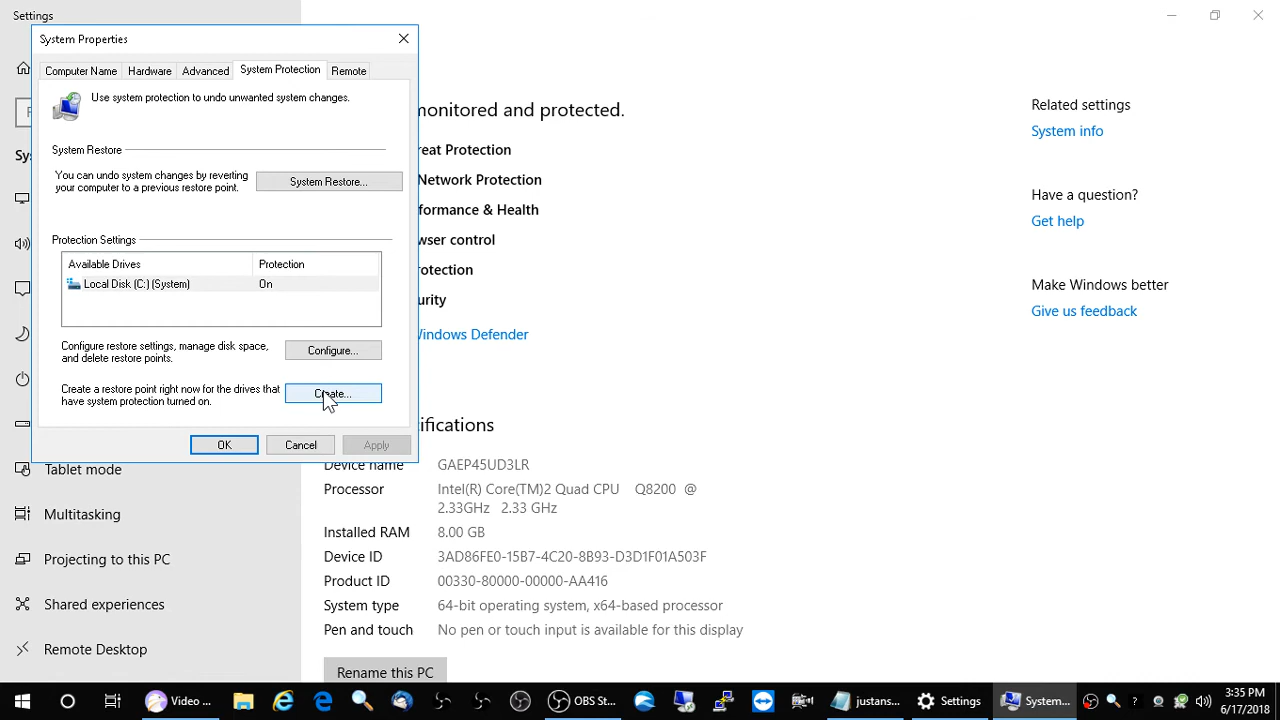 Settings
System Properties
Computer Name
Hardware
Advanced
System Protection
Remote
Use system protection to undo unwanted system changes.
System Restore
You can undo system changes by reverting
your computer to a previous restore point.
System Restore...
Protection Settings
Available Drives
Protection
Local Disk (C:) (System)
On
Configure restore settings, manage disk space,
and delete restore points.
Configure...
Create a restore point right now for the drives that
have system protection turned on.
Create...
OK
Cancel
Apply
Sy
Tablet mode
Multitasking
Projecting to this PC
Shared experiences
Remote Desktop
monitored and protected.
reat Protection
Network Protection
formance & Health
wser control
rotection
urity
Windows Defender
ifications
Device name
GAEP45UD3LR
Processor
Intel(R) Core(TM)2 Quad CPU Q8200 @
2.33GHz 2.33 GHz
Installed RAM
8.00 GB
Device ID
3AD86FE0-15B7-4C20-8B93-D3D1F01A503F
Product ID
00330-80000-00000-AA416
System type
64-bit operating system, x64-based processor
Pen and touch
No pen or touch input is available for this display
Rename this PC
Related settings
System info
Have a question?
Get help
Make Windows better
Give us feedback
Video ...
OBS St...
justans...
Settings
System...
3:35 PM
6/17/2018